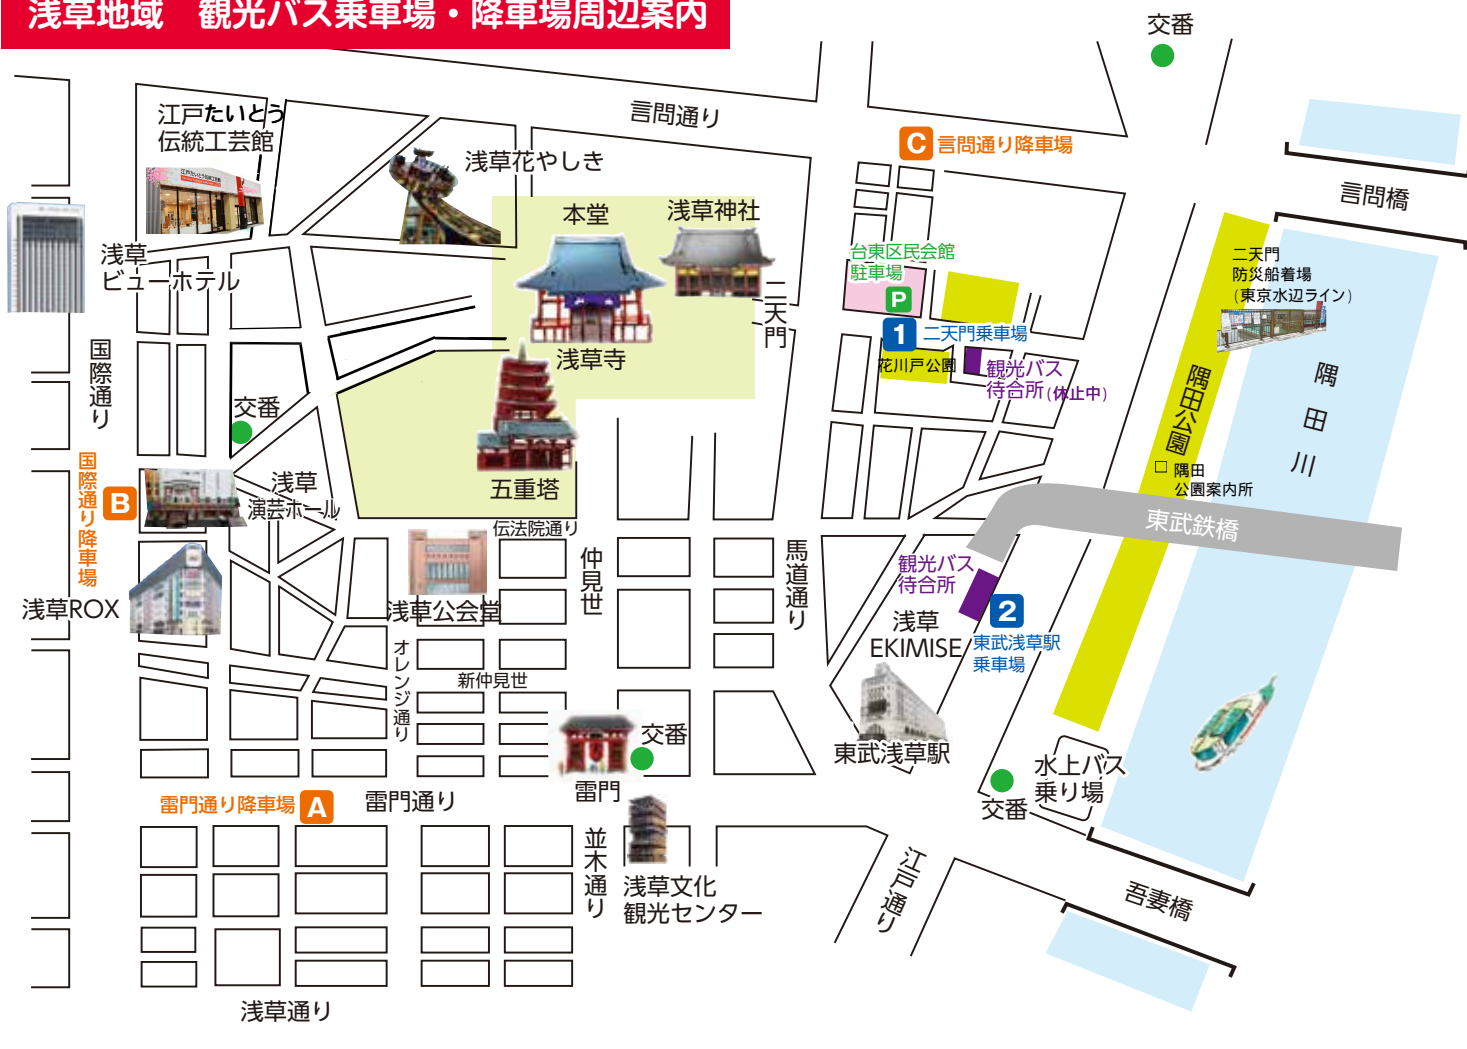 浅草地域　観光バス乗車場・降車場周辺案内
交番
江戸たいとう
伝統工芸館
言問通り
C 言問通り降車場
浅草花やしき
言問橋
本堂
浅草神社
浅草
ビューホテル
台東区民会館
駐車場
P
二天門
防災船着場
(東京水辺ライン)
二天門
1 二天門乗車場
国際通り
浅草寺
花川戸公園
観光バス
待合所(休止中)
隅田公園
隅田川
交番
国際通り降車場
B
浅草
演芸ホール
五重塔
隅田
公園案内所
伝法院通り
東武鉄橋
仲見世
馬道通り
観光バス
待合所
浅草ROX
浅草公会堂
2
東武浅草駅
乗車場
浅草
EKIMISE
オレンジ通り
新仲見世
交番
東武浅草駅
水上バス
乗り場
雷門
交番
雷門通り降車場 A
雷門通り
並木通り
江戸通り
浅草文化
観光センター
吾妻橋
浅草通り